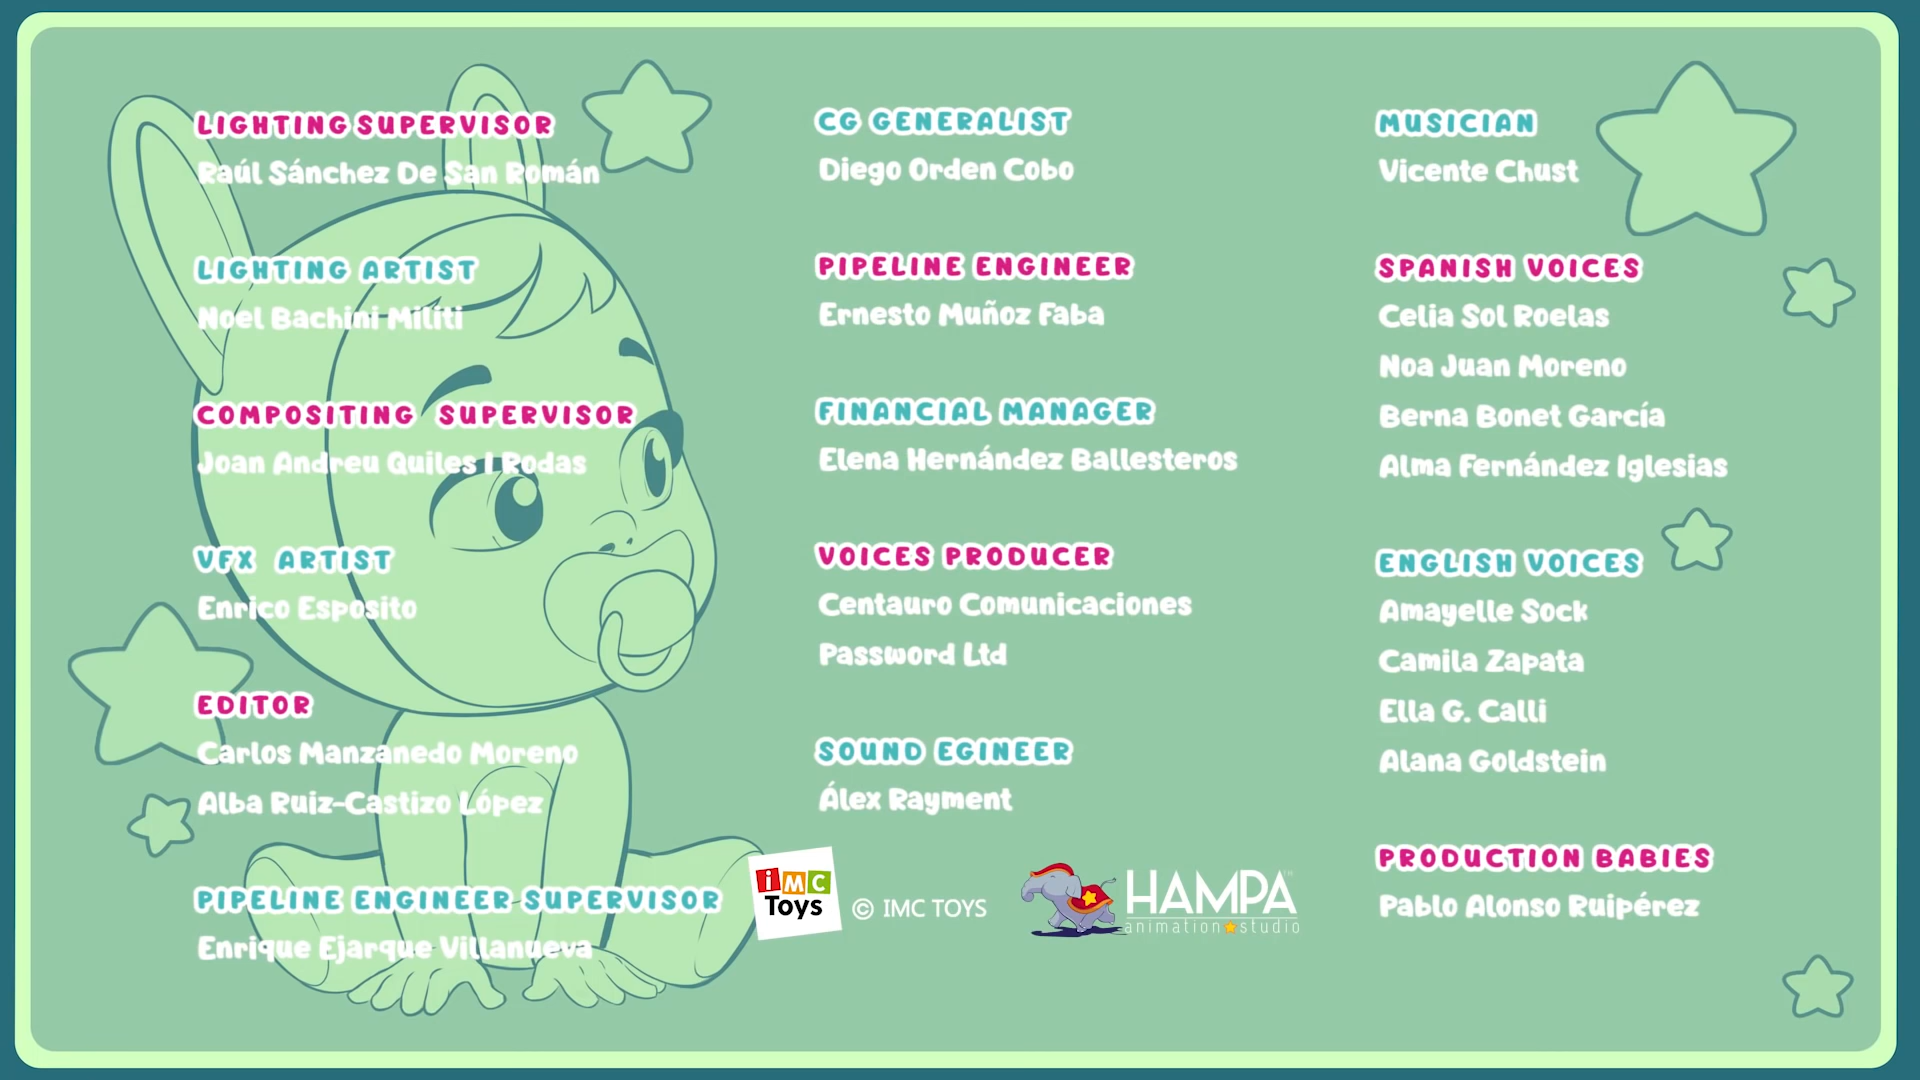 LIGHTING SUPERVISOR
Raúl Sánchez De San Román
LIGHTING ARTIST
Noel Bachini Militi
COMPOSITING SUPERVISOR
Joan Andreu Quiles I Rodas
VFX ARTIST
Enrico Esposito
EDITOR
Carlos Manzanedo Moreno
Alba Ruiz-Castizo López
PIPELINE ENGINEER SUPERVISOR
Enrique Ejarque Villanueva
CG GENERALIST
Diego Orden Cobo
PIPELINE ENGINEER
Ernesto Muñoz Faba
FINANCIAL MANAGER
Elena Hernández Ballesteros
VOICES PRODUCER
Centauro Comunicaciones
Password Ltd
SOUND EGINEER
Álex Rayment
iMC
Toys
© IMC TOYS
HAMPA™
animation studio
MUSICIAN
Vicente Chust
SPANISH VOICES
Celia Sol Roelas
Noa Juan Moreno
Berna Bonet García
Alma Fernández Iglesias
ENGLISH VOICES
Amayelle Sock
Camila Zapata
Ella G. Calli
Alana Goldstein
PRODUCTION BABIES
Pablo Alonso Ruipérez